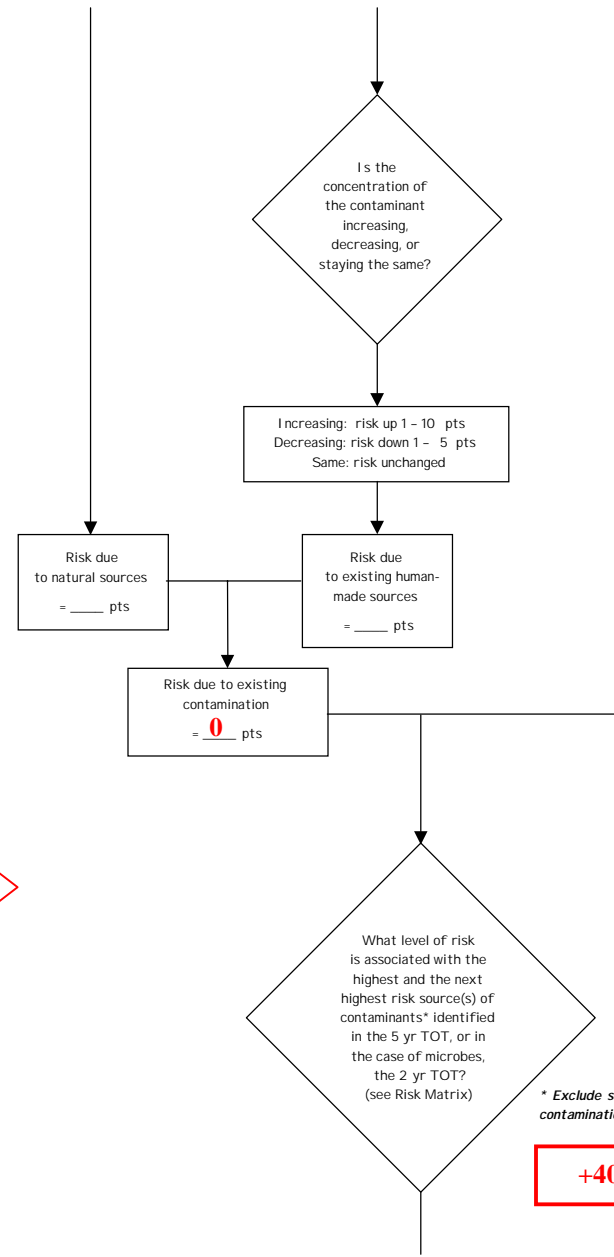 Is the
concentration of
the contaminant
increasing,
decreasing, or
staying the same?
Increasing: risk up 1 – 10 pts
Decreasing: risk down 1 – 5 pts
Same: risk unchanged
Risk due
to natural sources
= _____ pts
Risk due
to existing human-
made sources
= _____ pts
Risk due to existing
contamination
= __0__ pts
What level of risk
is associated with the
highest and the next
highest risk source(s) of
contaminants* identified
in the 5 yr TOT, or in
the case of microbes,
the 2 yr TOT?
(see Risk Matrix)
* Exclude
+40